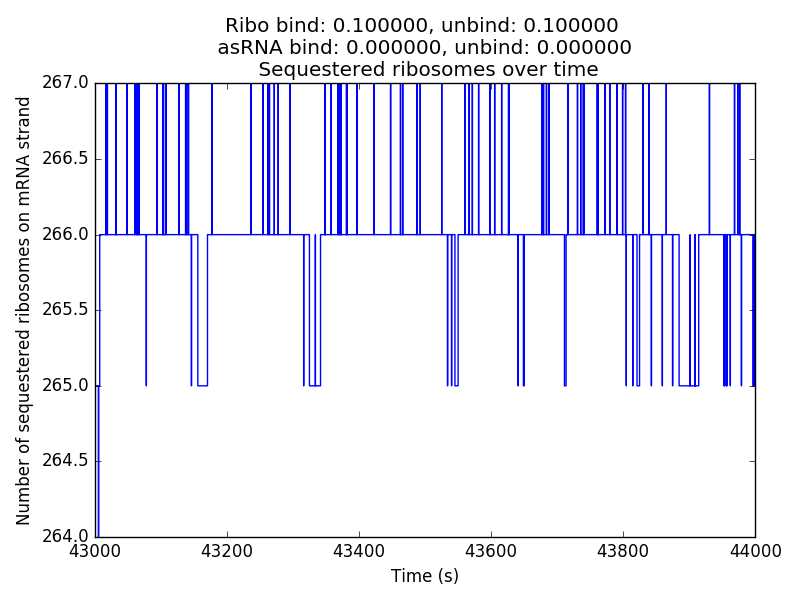 Ribo bind: 0.100000, unbind: 0.100000
asRNA bind: 0.000000, unbind: 0.000000
Sequestered ribosomes over time
Number of sequestered ribosomes on mRNA strand
267.0
266.5
266.0
265.5
265.0
264.5
264.0
43000 43200 43400 43600 43800 44000
Time (s)